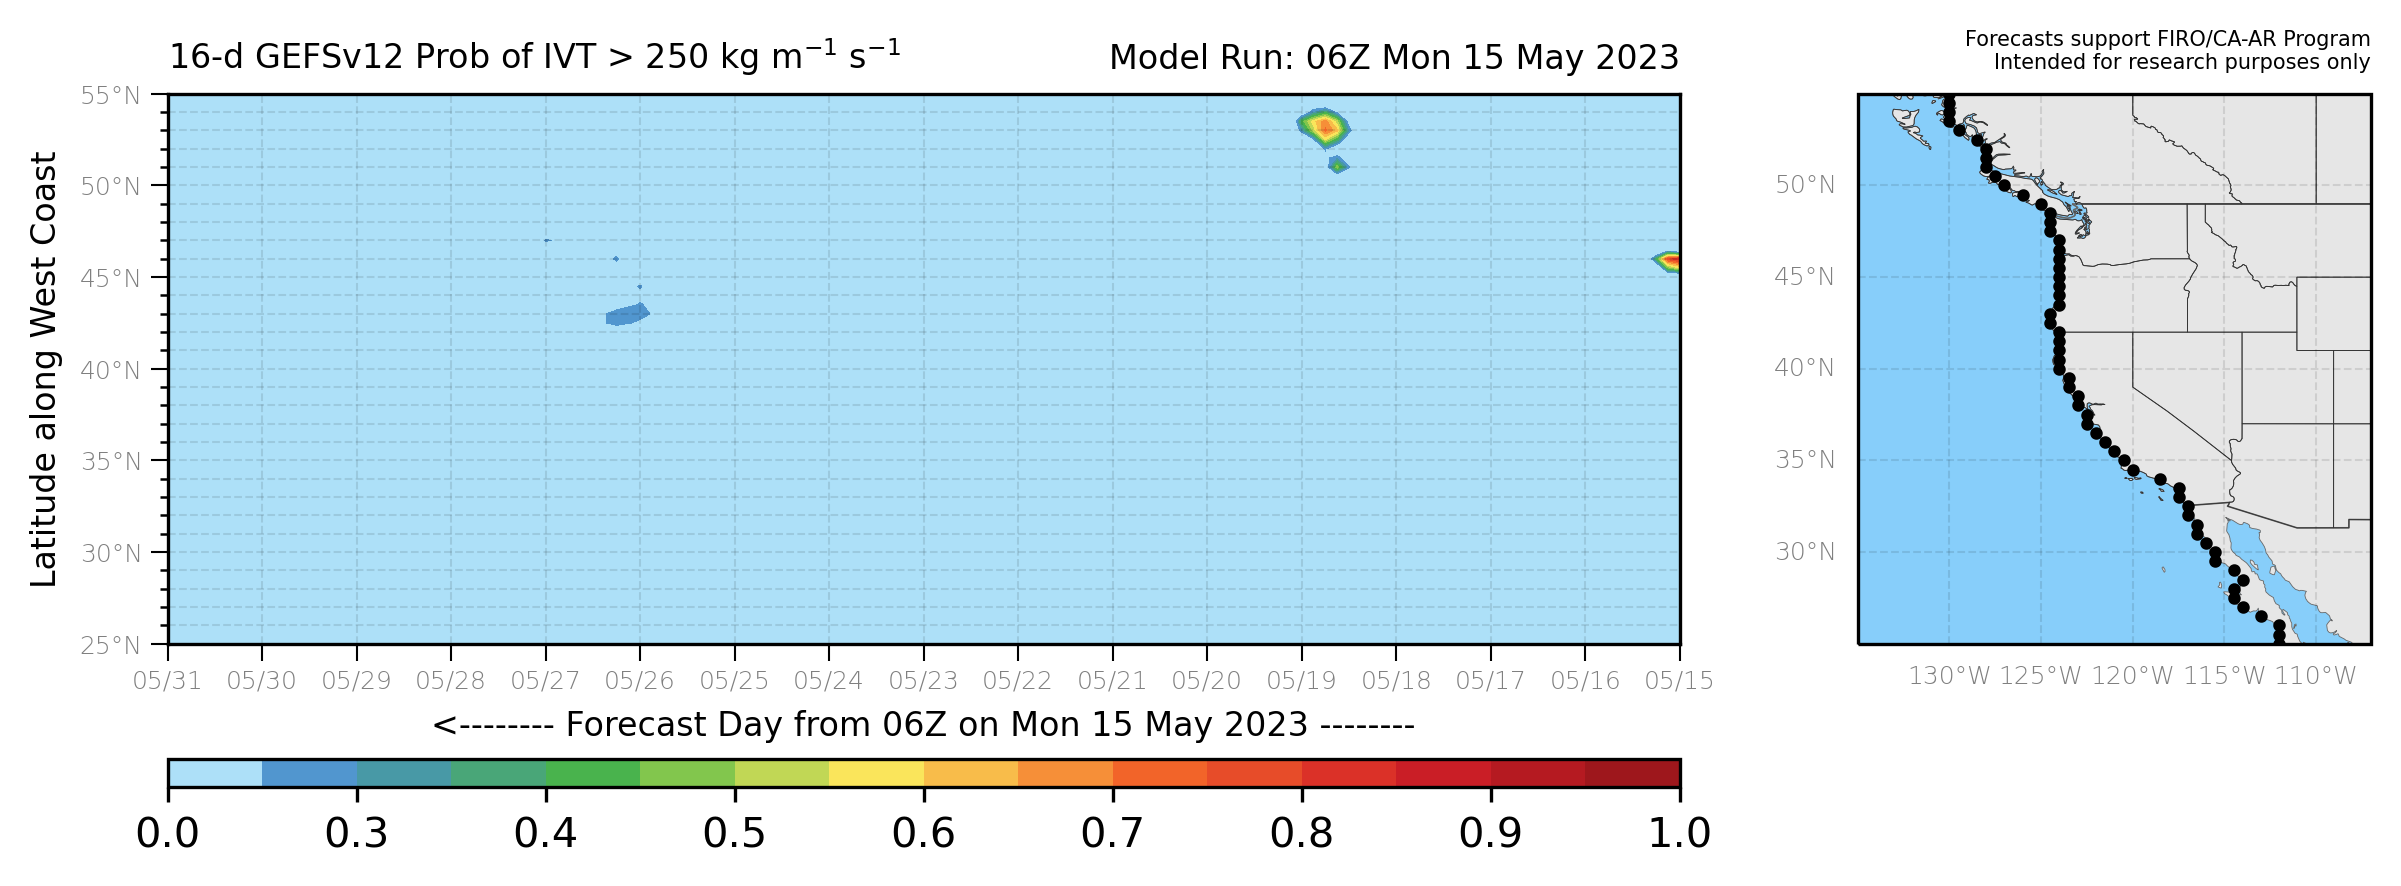 16-d GEFSv12 Prob of IVT > 250 kg m⁻¹ s⁻¹
Model Run: 06Z Mon 15 May 2023
Forecasts support FIRO/CA-AR Program
Intended for research purposes only
Latitude along West Coast
55°N
50°N
45°N
40°N
35°N
30°N
25°N
05/31 05/30 05/29 05/28 05/27 05/26 05/25 05/24 05/23 05/22 05/21 05/20 05/19 05/18 05/17 05/16 05/15
<-------- Forecast Day from 06Z on Mon 15 May 2023 --------
0.0 0.3 0.4 0.5 0.6 0.7 0.8 0.9 1.0
50°N
45°N
40°N
35°N
30°N
130°W 125°W 120°W 115°W 110°W